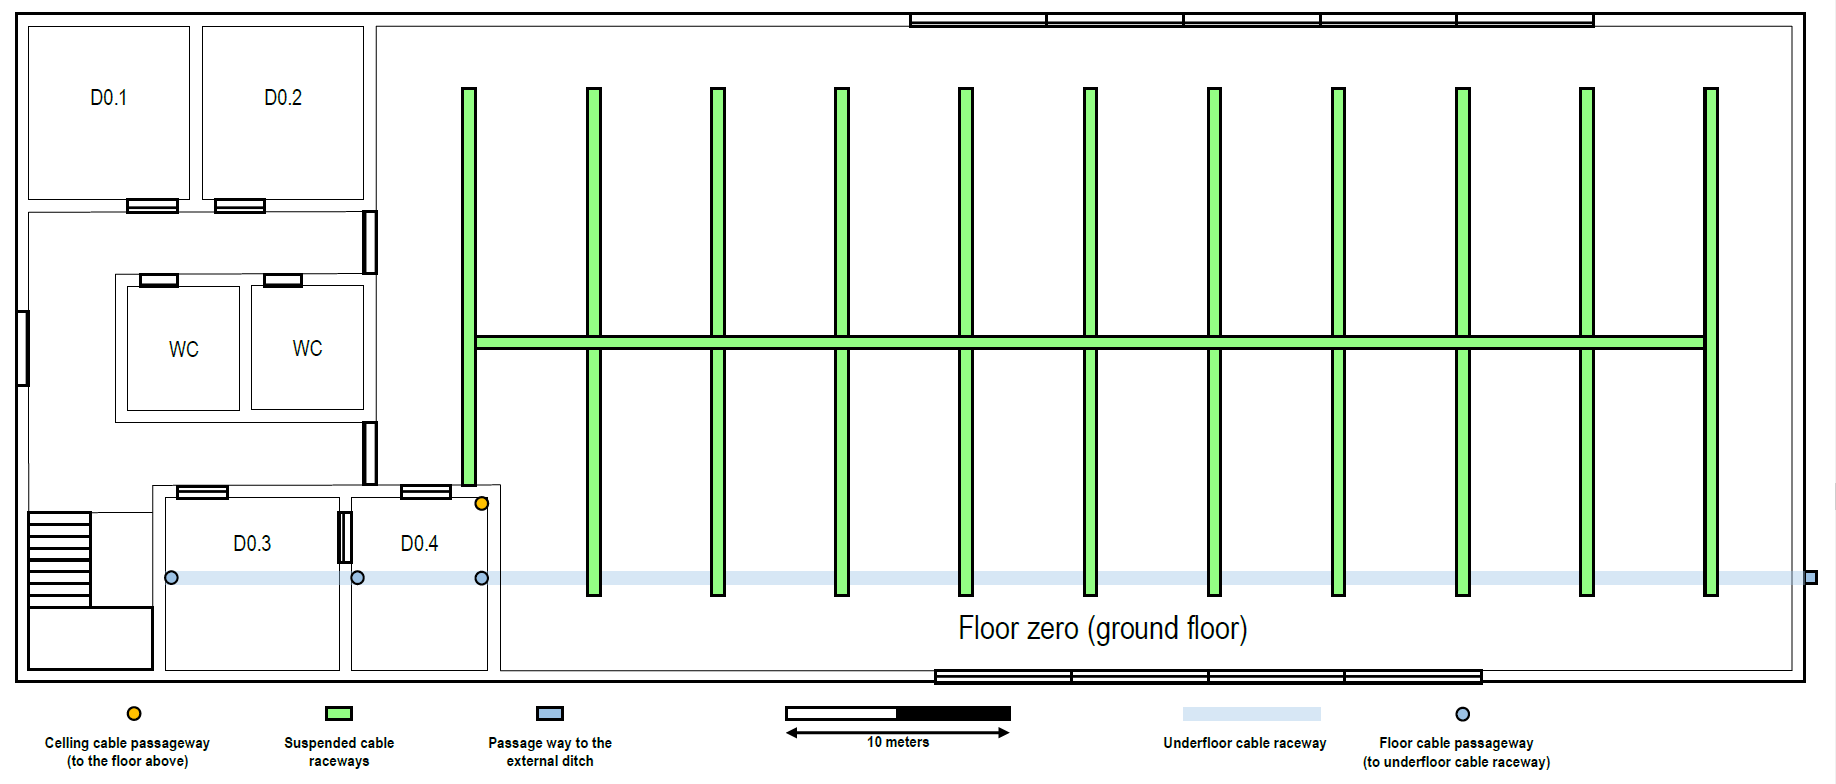 D0.1
D0.2
WC
WC
D0.3
D0.4
Floor zero (ground floor)
Celling cable passageway
(to the floor above)
Suspended cable
raceways
Passage way to the
external ditch
10 meters
Underfloor cable raceway
Floor cable passageway
(to underfloor cable raceway)